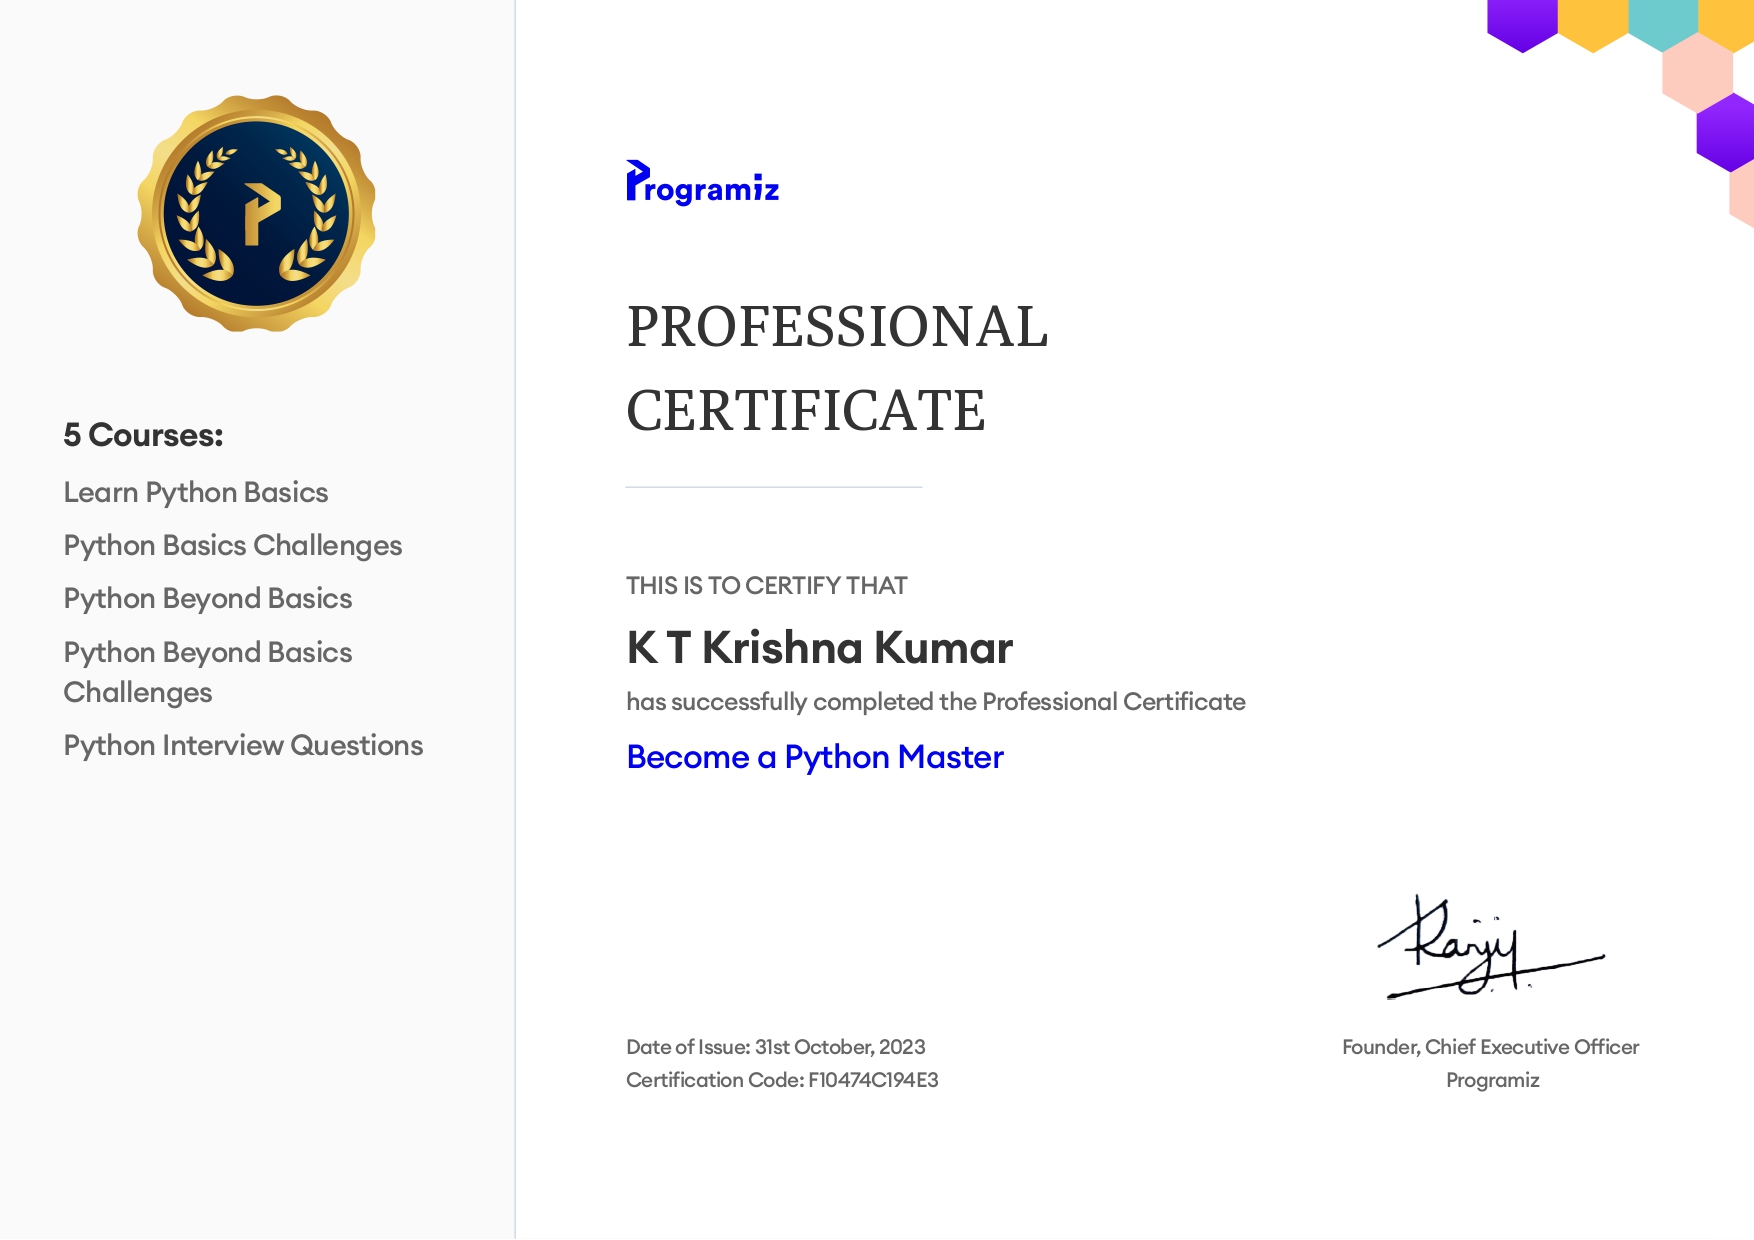 5 Courses:
Learn Python Basics
Python Basics Challenges
Python Beyond Basics
Python Beyond Basics
Challenges
Python Interview Questions
Programiz
PROFESSIONAL
CERTIFICATE
THIS IS TO CERTIFY THAT
K T Krishna Kumar
has successfully completed the Professional Certificate
Become a Python Master
Date of Issue: 31st October, 2023
Certification Code: F10474C194E3
Founder, Chief Executive Officer
Programiz